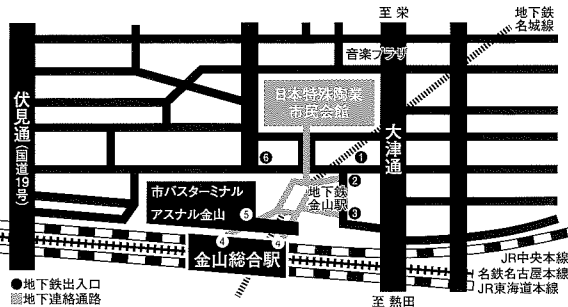 至 栄
地下鉄
名城線
音楽プラザ
日本特殊陶業
市民会館
伏見通(国道19号)
大津通
6
1
2
地下鉄
金山駅
3
市バスターミナル
アスナル金山
5
4
4
金山総合駅
JR中央本線
名鉄名古屋本線
JR東海道本線
●地下鉄出入口
地下連絡通路
至 熱田